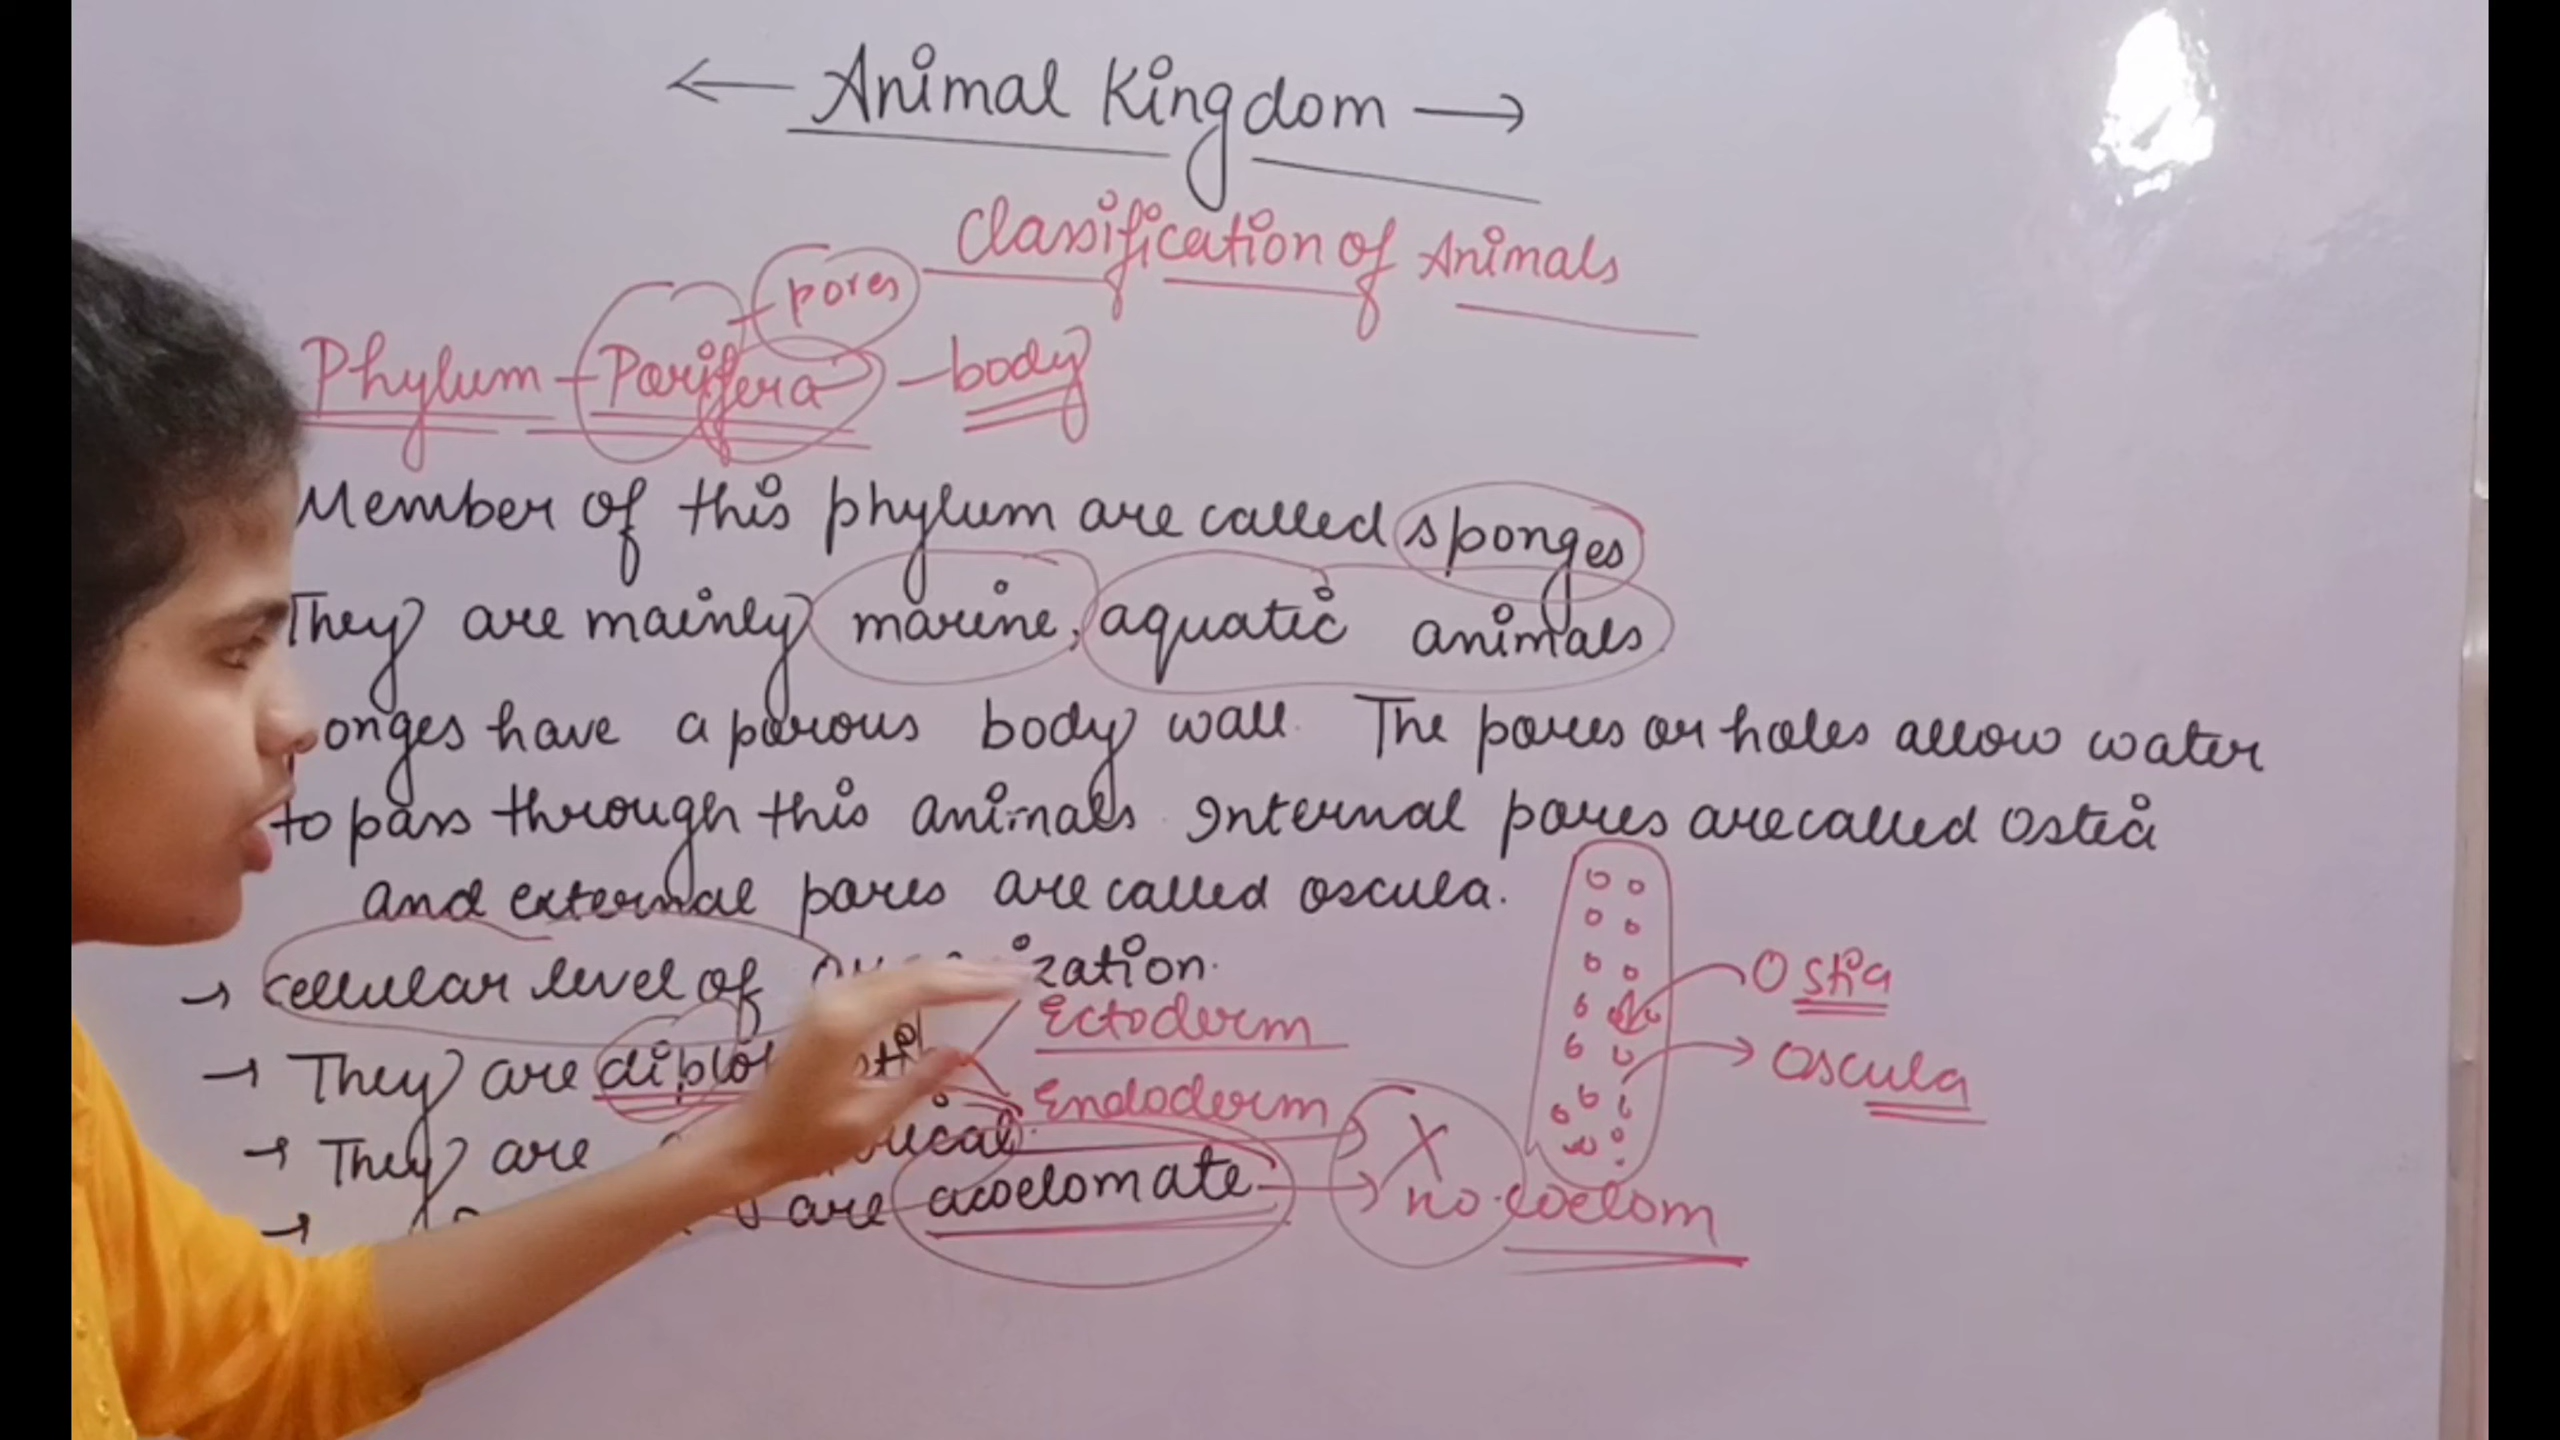 ← Animal Kingdom →
Classification of Animals
pores
Phylum - Porifera - body
Member of this phylum are called sponges
They are mainly marine, aquatic animals
onges have a porous body wall. The pores or holes allow water
to pass through this animals. Internal pores are called Ostia
and external pores are called oscula.
→ cellular level of ization.
Ostia
Ectoderm
→ They are diplo
oscula
Endoderm
→ They are rical.
X
→ are acoelomate
no coelom